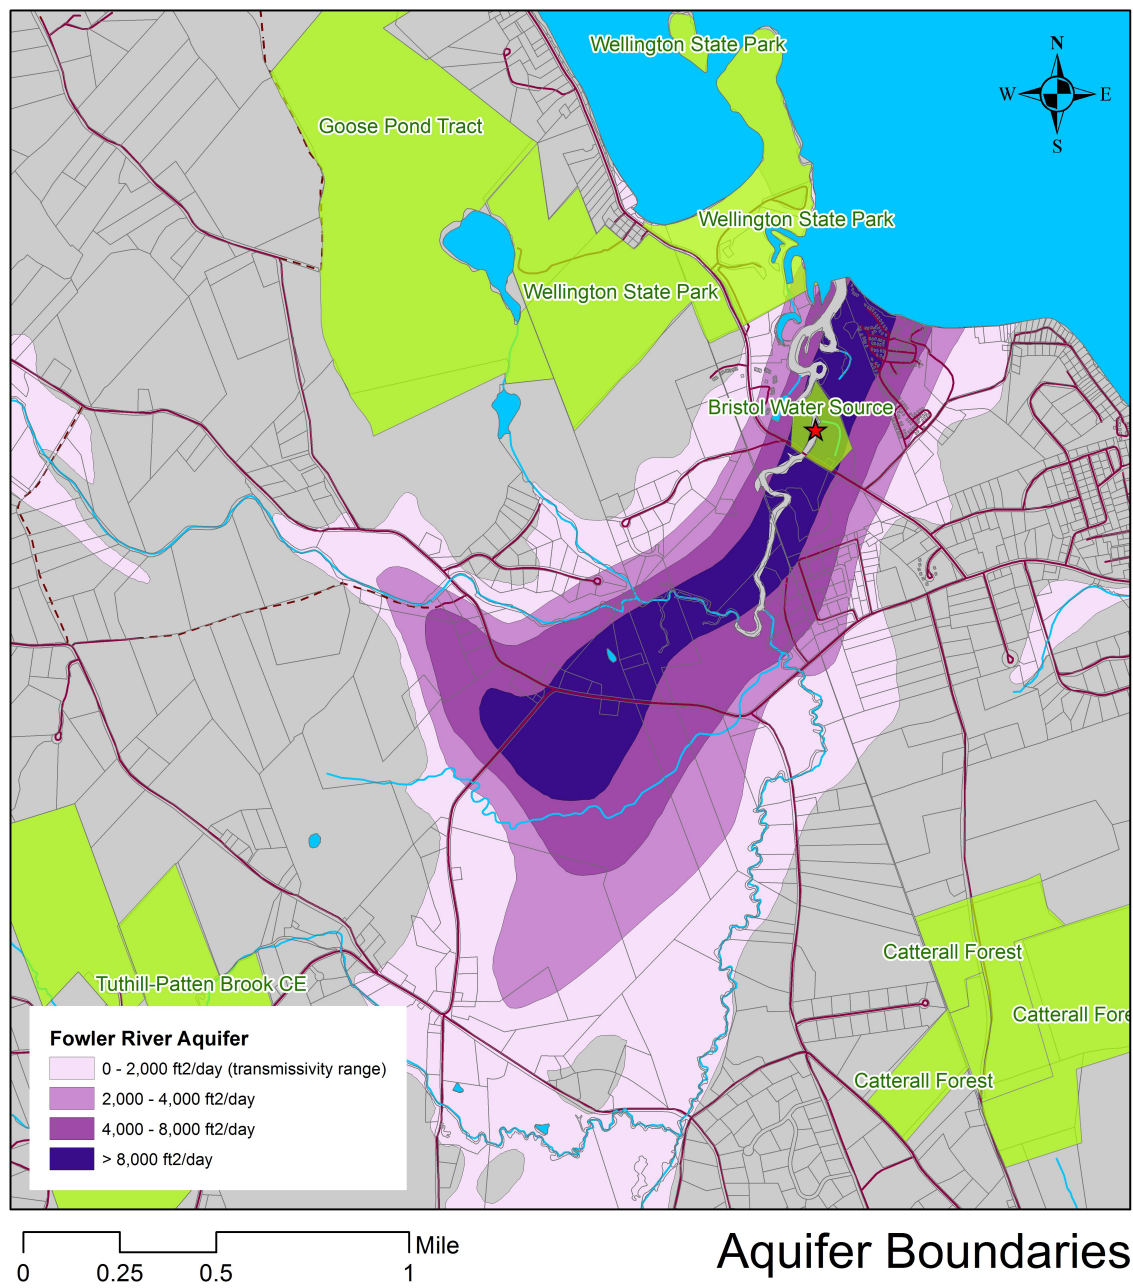 Wellington State Park
N
W E
S
Goose Pond Tract
Wellington State Park
Wellington State Park
Bristol Water Source
Catterall Forest
Tuthill-Patten Brook CE
Catterall Fore
Catterall Forest
Fowler River Aquifer
0 - 2,000 ft2/day (transmissivity range)
2,000 - 4,000 ft2/day
4,000 - 8,000 ft2/day
> 8,000 ft2/day
Mile
0 0.25 0.5 1
Aquifer Boundaries